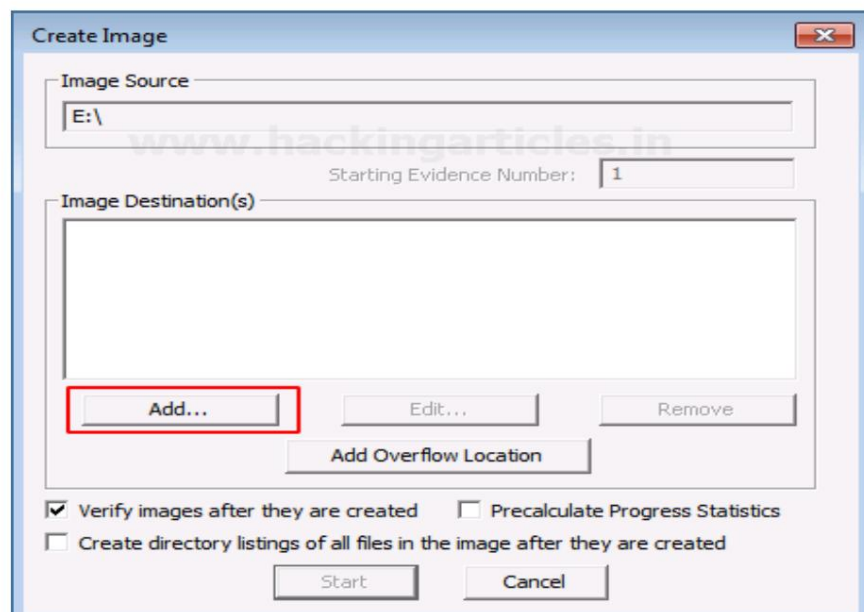 Create Image
Image Source
E:\
www.hackingarticles.in
Starting Evidence Number: 1
Image Destination(s)
Add... Edit... Remove
Add Overflow Location
Verify images after they are created Precalculate Progress Statistics
Create directory listings of all files in the image after they are created
Start Cancel